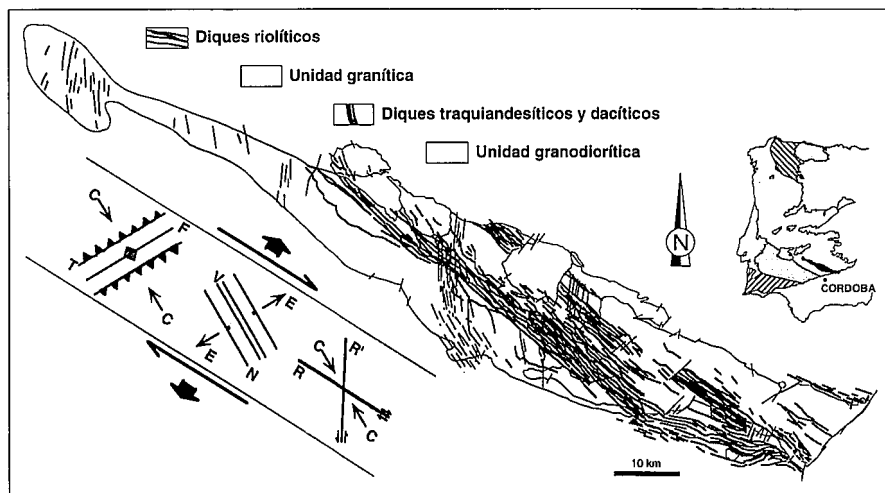 Diques riolíticos
Unidad granítica
Diques traquiandesíticos y dacíticos
Unidad granodiorítica
N
CORDOBA
C
F
T
C
V
E
E
N
C
R'
R
C
10 km